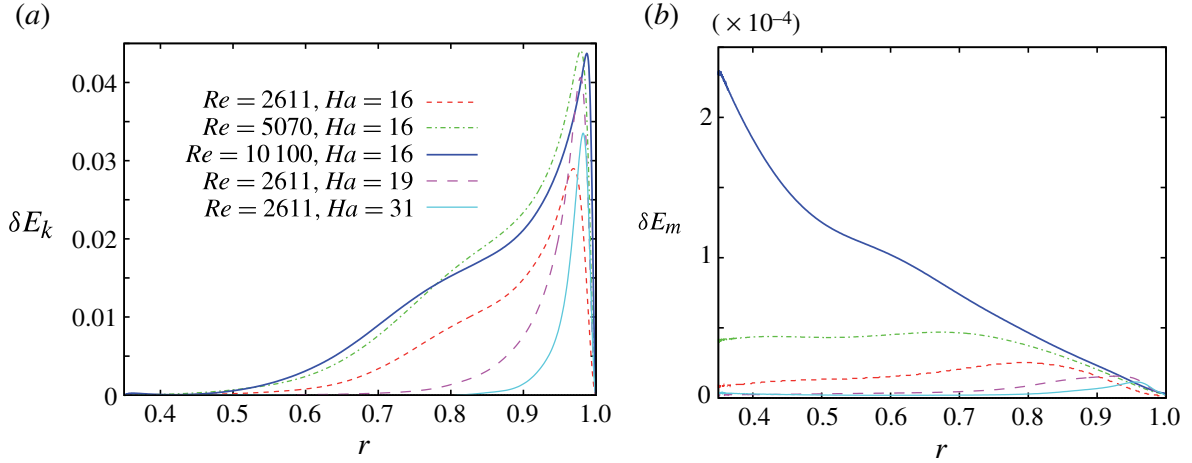 (a)
δE_k
0.04
0.03
0.02
0.01
0
0.4 0.5 0.6 0.7 0.8 0.9 1.0
r
Re = 2611, Ha = 16
Re = 5070, Ha = 16
Re = 10 100, Ha = 16
Re = 2611, Ha = 19
Re = 2611, Ha = 31
(b)
(× 10⁻⁴)
δE_m
2
1
0
0.4 0.5 0.6 0.7 0.8 0.9 1.0
r